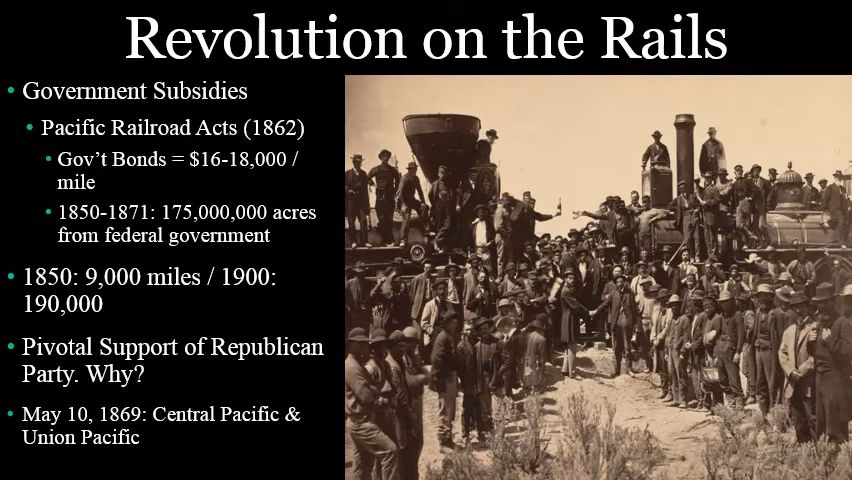 Revolution on the Rails
• Government Subsidies
• Pacific Railroad Acts (1862)
• Gov’t Bonds = $16-18,000 /
mile
• 1850-1871: 175,000,000 acres
from federal government
• 1850: 9,000 miles / 1900:
190,000
• Pivotal Support of Republican
Party. Why?
• May 10, 1869: Central Pacific &
Union Pacific